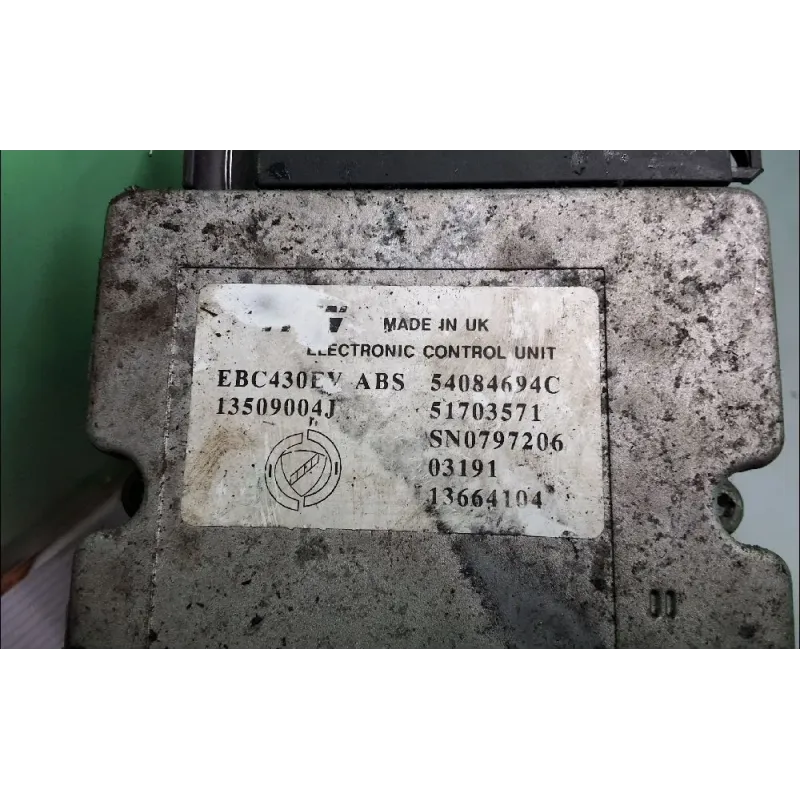 MADE IN UK
ELECTRONIC CONTROL UNIT
EBC430EV ABS 54084694C
13509004J 51703571
SN0797206
03191
13664104